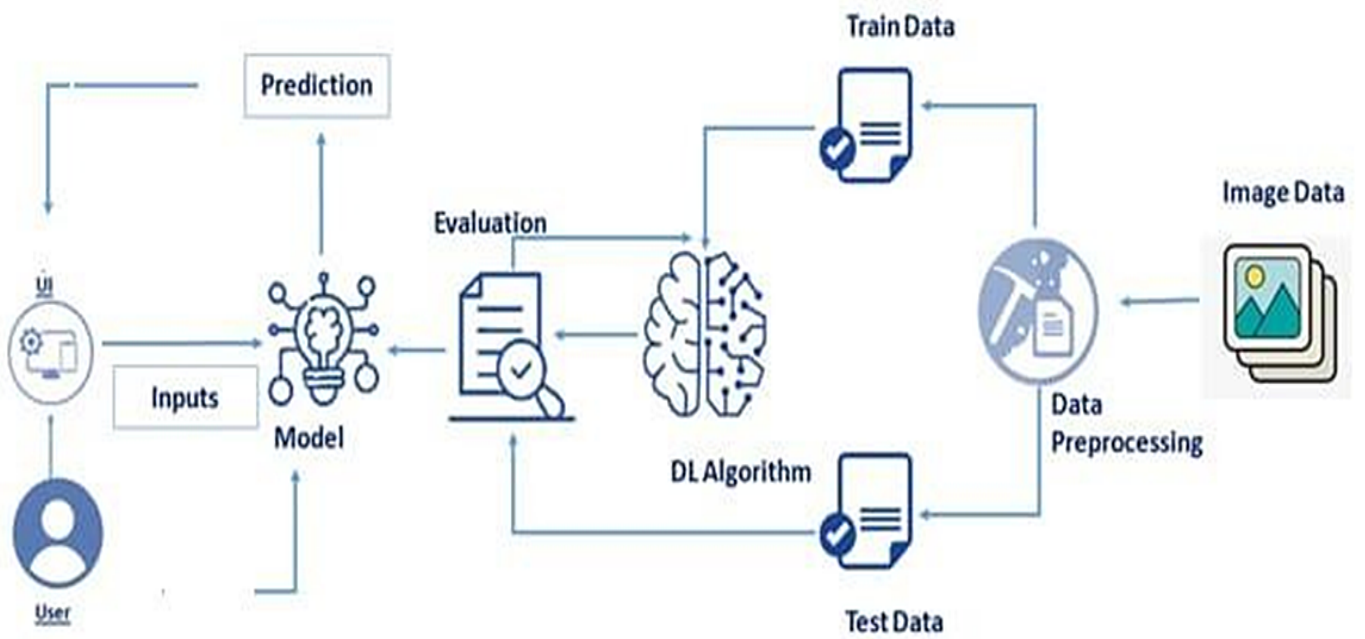 Train Data
Prediction
Image Data
Evaluation
UI
Inputs
Data
Preprocessing
Model
DL Algorithm
User
Test Data